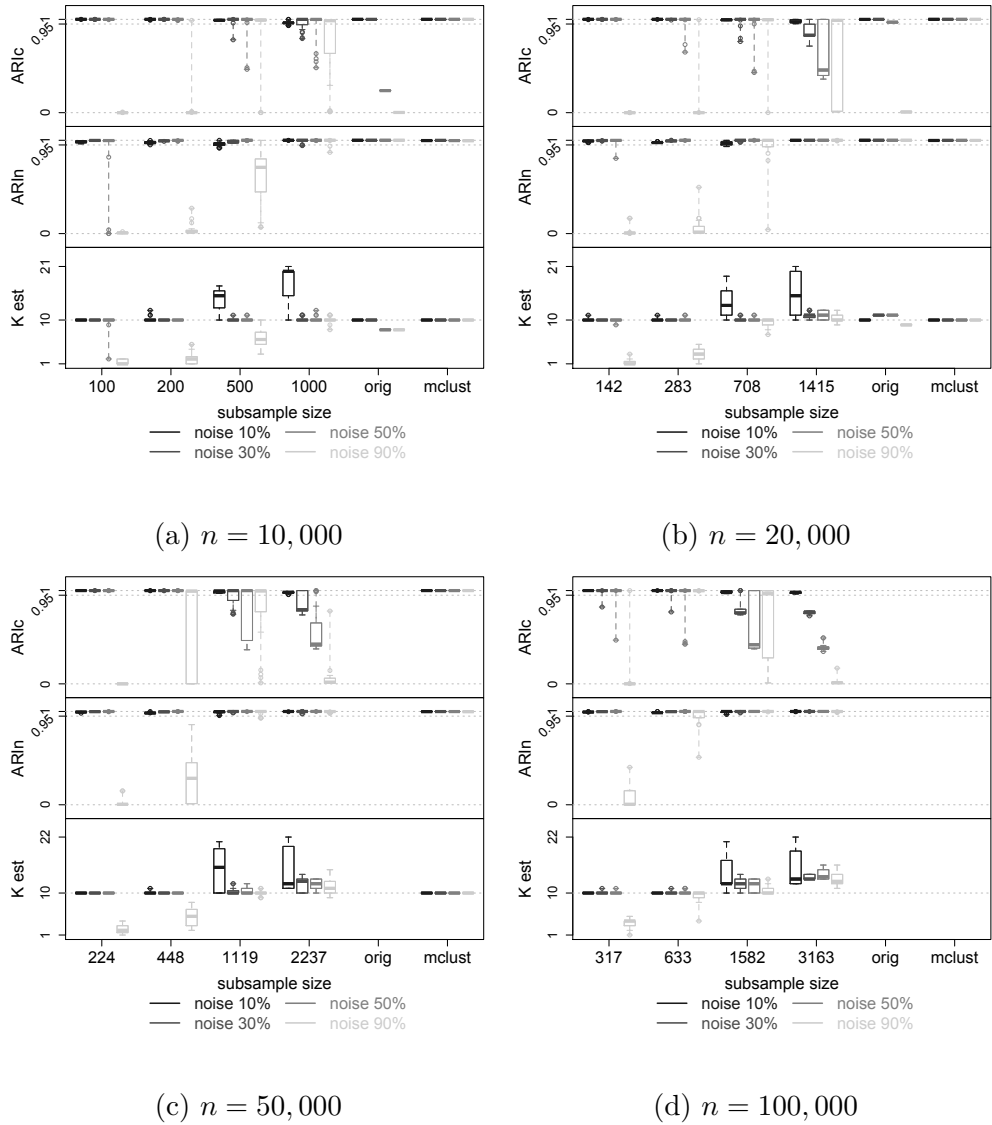 ARIc
0
0.95
1
ARIn
0
0.95
1
K est
1
10
21
100 200 500 1000 orig mclust
subsample size
noise 10% noise 50%
noise 30% noise 90%
(a) n = 10,000
ARIc
0
0.95
1
ARIn
0
0.95
1
K est
1
10
21
142 283 708 1415 orig mclust
subsample size
noise 10% noise 50%
noise 30% noise 90%
(b) n = 20,000
ARIc
0
0.95
1
ARIn
0
0.95
1
K est
1
10
22
224 448 1119 2237 orig mclust
subsample size
noise 10% noise 50%
noise 30% noise 90%
(c) n = 50,000
ARIc
0
0.95
1
ARIn
0
0.95
1
K est
1
10
22
317 633 1582 3163 orig mclust
subsample size
noise 10% noise 50%
noise 30% noise 90%
(d) n = 100,000